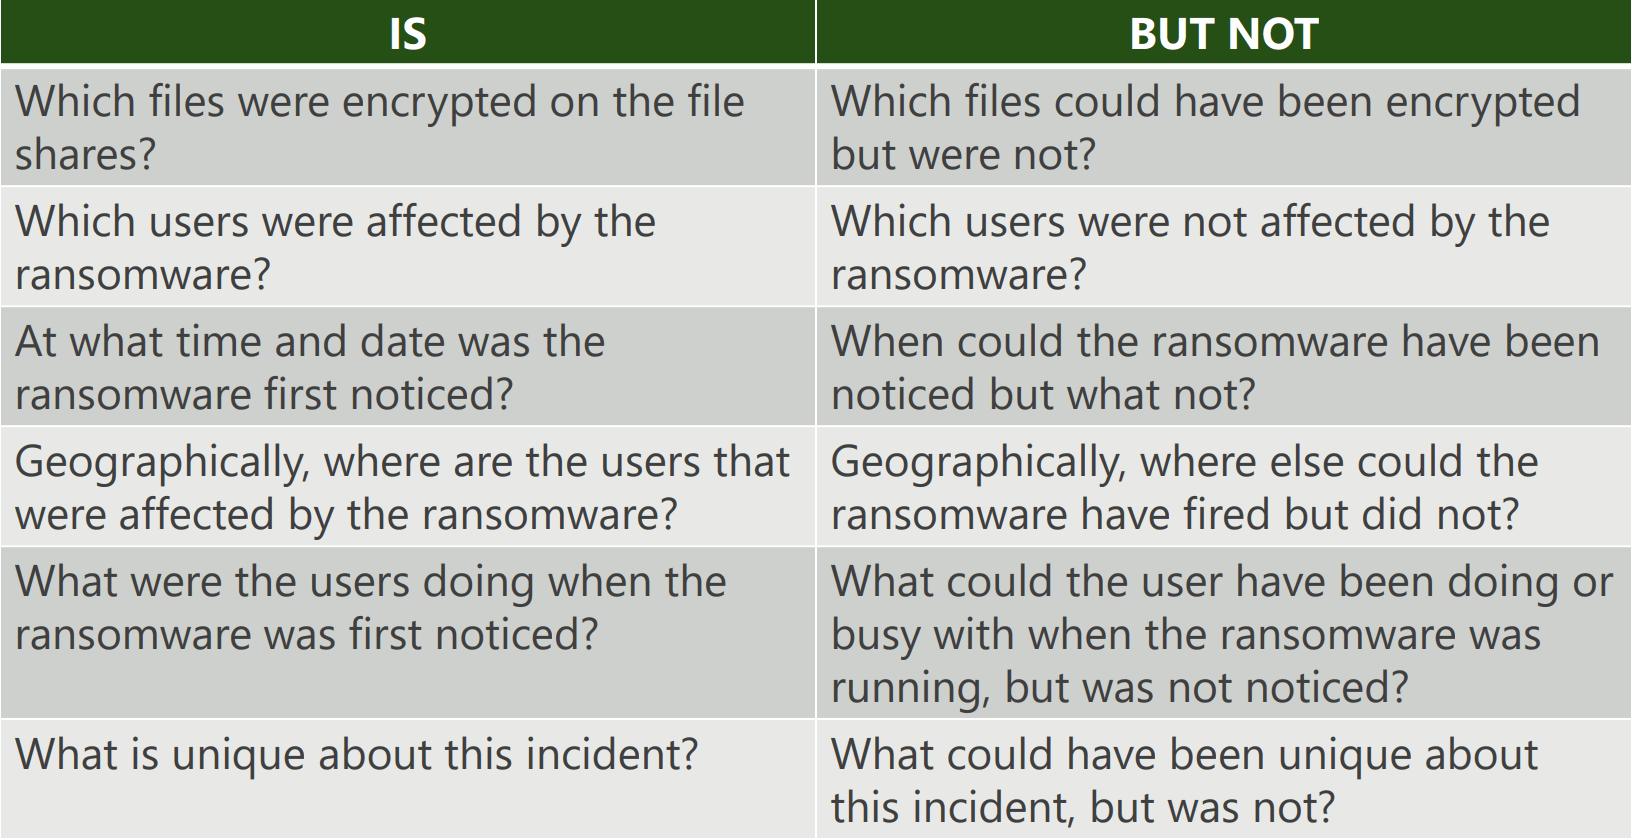 IS
BUT NOT
Which files were encrypted on the file
shares?
Which files could have been encrypted
but were not?
Which users were affected by the
ransomware?
Which users were not affected by the
ransomware?
At what time and date was the
ransomware first noticed?
When could the ransomware have been
noticed but what not?
Geographically, where are the users that
were affected by the ransomware?
Geographically, where else could the
ransomware have fired but did not?
What were the users doing when the
ransomware was first noticed?
What could the user have been doing or
busy with when the ransomware was
running, but was not noticed?
What is unique about this incident?
What could have been unique about
this incident, but was not?